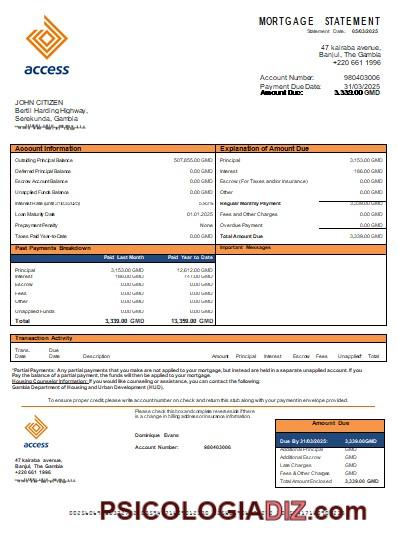 MORTGAGE STATEMENT
Statement Date: 05/03/2025
access
47 kairaba avenue,
Banjul, The Gambia
+220 661 1996
Account Number: 980403006
Payment Due Date: 31/03/2025
Amount Due: 3,339.00 GMD
JOHN CITIZEN
Bertil Harding Highway,
Serekunda, Gambia
Account Information
Outstanding Principal Balance 507,855.00 GMD
Deferred Principal Balance 0.00 GMD
Escrow Account Balance 0.00 GMD
Unapplied Funds Balance 0.00 GMD
Interest Rate (until 31/03/2025)
Loan Maturity Date 01.01.2025
Prepayment Penalty None
Taxes Paid Year-to-Date 0.00 GMD
Explanation of Amount Due
Principal 3,153.00 GMD
Interest 186.00 GMD
Escrow (For Taxes and/or Insurance) 0.00 GMD
Other 0.00 GMD
Regular Monthly Payment 3,339.00 GMD
Fees and Other Charges 0.00 GMD
Overdue Payment 0.00 GMD
Total Amount Due 3,339.00 GMD
Past Payments Breakdown
Paid Last Month Paid Year to Date
Principal 3,153.00 GMD 12,612.00 GMD
Interest 186.00 GMD
Escrow 0.00 GMD 0.00 GMD
Fees 0.00 GMD 0.00 GMD
Other 0.00 GMD 0.00 GMD
Unapplied Funds 0.00 GMD 0.00 GMD
Total 3,339.00 GMD 13,359.00 GMD
Important Messages
Transaction Activity
Trans. Date Due Date Description Amount Principal Interest Escrow Fees Unapplied Total
*Partial Payments: Any partial payments that you make are not applied to your mortgage, but instead are held in a separate unapplied account. If you
Pay the balance of a partial payment, the funds will then be applied to your mortgage.
Housing Counselor Information: If you would like counseling or assistance, you can contact the following:
Gambia Department of Housing and Urban Development (HUD).
To ensure proper credit, please write account number on check and return this stub along with your payment in envelope provided.
access
47 kairaba avenue,
Banjul, The Gambia
+220 661 1996
Please check this box and complete reverse side if there
is a change in billing address or insurance information.
Dominique Evans
Account Number: 980403006
Amount Due
Due By 31/03/2025: 3,339.00GMD
Additional Principal GMD
Additional Escrow GMD
Late Charges GMD
Fees & Other Charges GMD
Total Amount Enclosed 3,339.00 GMD
PSICOLOGIADIZ.com